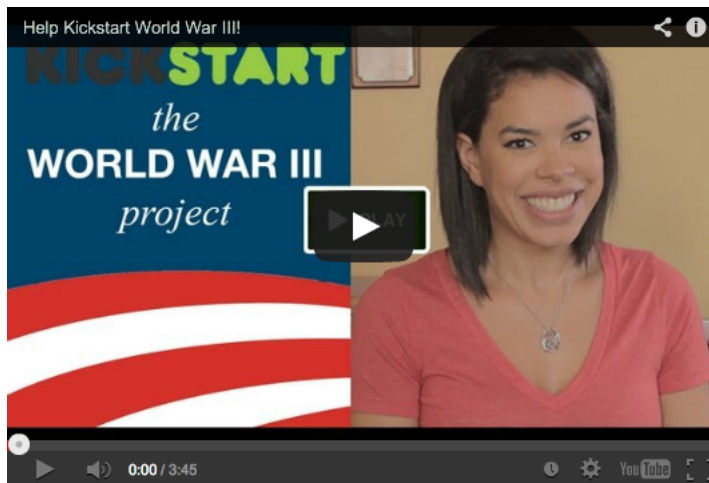 Help Kickstart World War III!
KICKSTART
the
WORLD WAR III
project
PLAY
0:00 / 3:45
YouTube